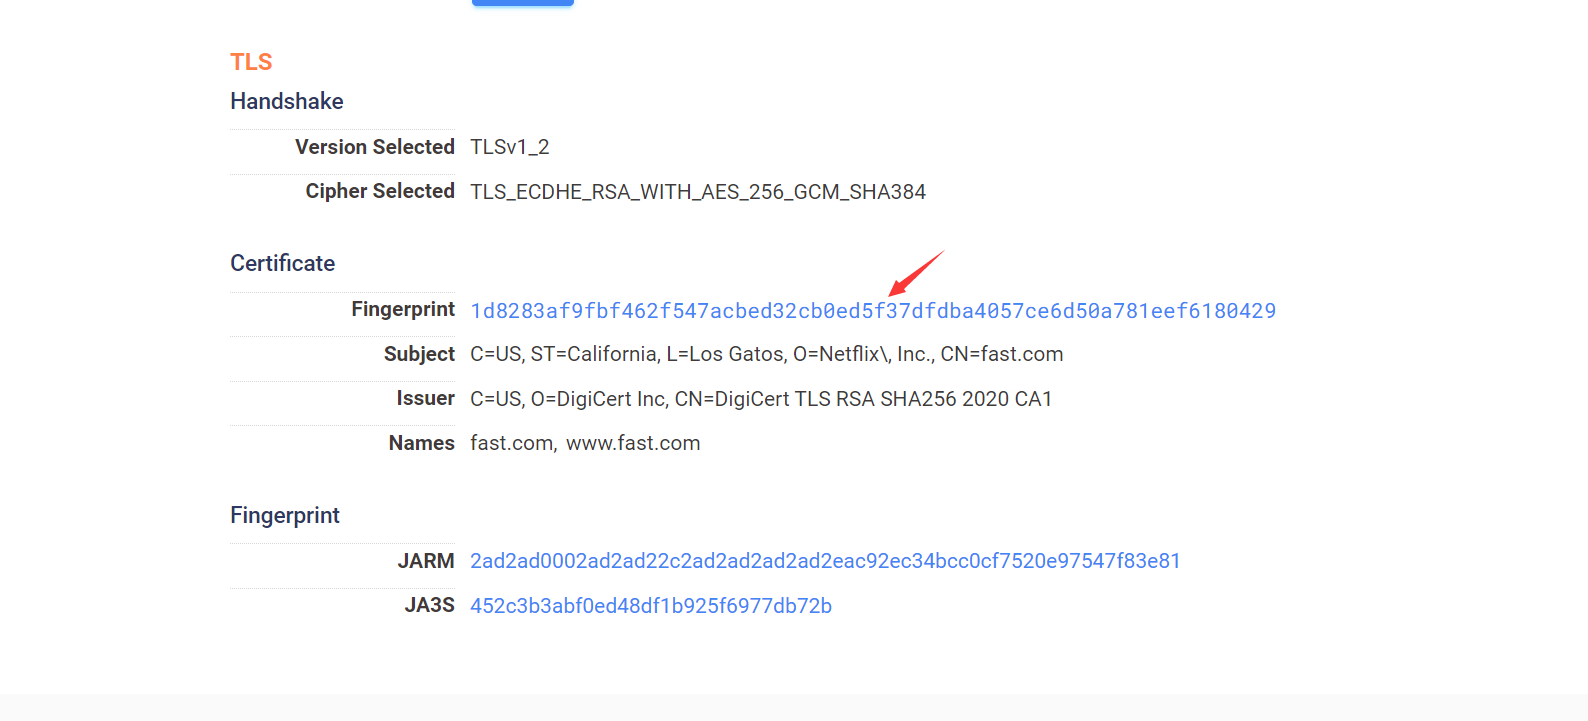 TLS
Handshake
Version Selected TLSv1_2
Cipher Selected TLS_ECDHE_RSA_WITH_AES_256_GCM_SHA384
Certificate
Fingerprint 1d8283af9fbf462f547acbed32cb0ed5f37dfdba4057ce6d50a781eef6180429
Subject C=US, ST=California, L=Los Gatos, O=Netflix\, Inc., CN=fast.com
Issuer C=US, O=DigiCert Inc, CN=DigiCert TLS RSA SHA256 2020 CA1
Names fast.com, www.fast.com
Fingerprint
JARM 2ad2ad0002ad2ad22c2ad2ad2ad2ad2eac92ec34bcc0cf7520e97547f83e81
JA3S 452c3b3abf0ed48df1b925f6977db72b